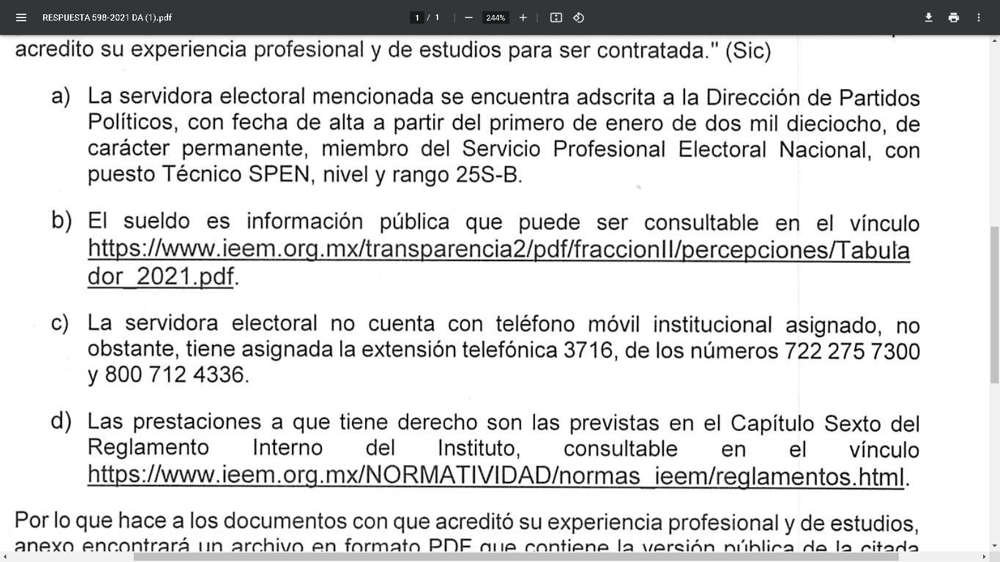 RESPUESTA 598-2021 DA (1).pdf
1 / 1
244%
acredito su experiencia profesional y de estudios para ser contratada." (Sic)
a) La servidora electoral mencionada se encuentra adscrita a la Dirección de Partidos
Políticos, con fecha de alta a partir del primero de enero de dos mil dieciocho, de
carácter permanente, miembro del Servicio Profesional Electoral Nacional, con
puesto Técnico SPEN, nivel y rango 25S-B.
b) El sueldo es información pública que puede ser consultable en el vínculo
https://www.ieem.org.mx/transparencia2/pdf/fraccionII/percepciones/Tabula
dor_2021.pdf.
c) La servidora electoral no cuenta con teléfono móvil institucional asignado, no
obstante, tiene asignada la extensión telefónica 3716, de los números 722 275 7300
y 800 712 4336.
d) Las prestaciones a que tiene derecho son las previstas en el Capítulo Sexto del
Reglamento Interno del Instituto, consultable en el vínculo
https://www.ieem.org.mx/NORMATIVIDAD/normas_ieem/reglamentos.html.
Por lo que hace a los documentos con que acreditó su experiencia profesional y de estudios,
anexo encontrará un archivo en formato PDF que contiene la versión pública de la citada